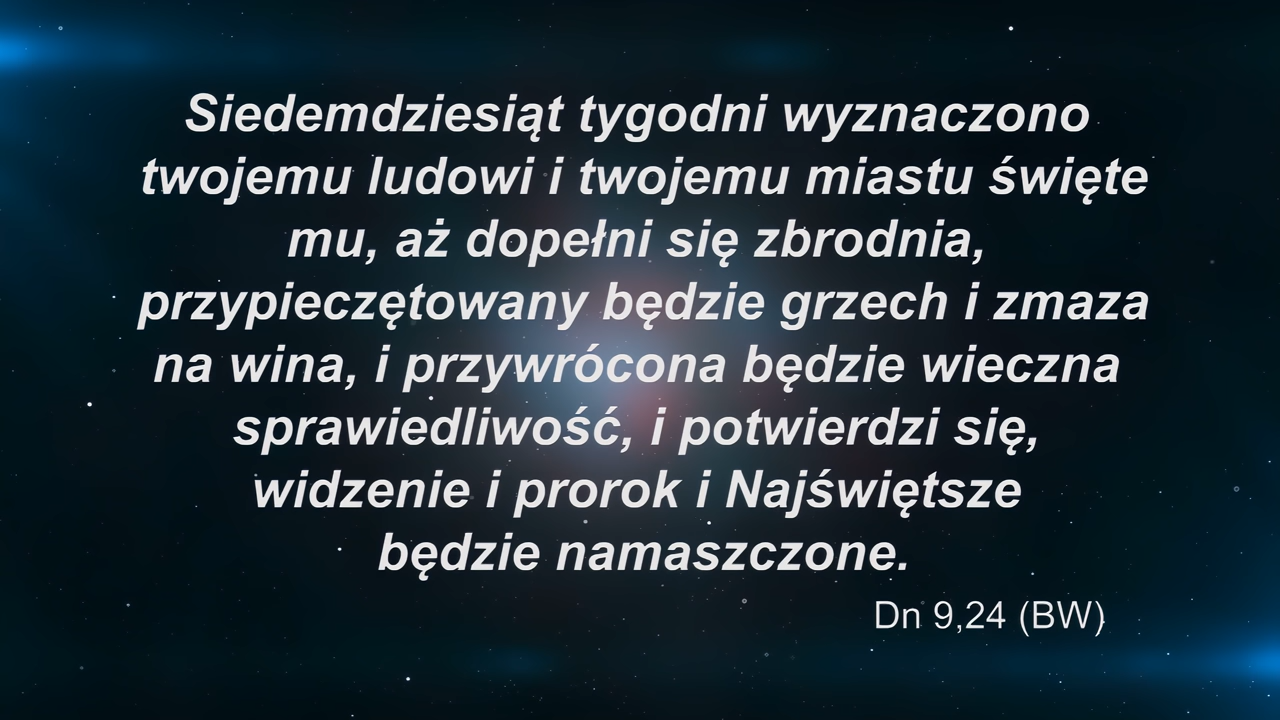 Siedemdziesiąt tygodni wyznaczono
twojemu ludowi i twojemu miastu święte
mu, aż dopełni się zbrodnia,
przypieczętowany będzie grzech i zmaza
na wina, i przywrócona będzie wieczna
sprawiedliwość, i potwierdzi się,
widzenie i prorok i Najświętsze
będzie namaszczone.
Dn 9,24 (BW)